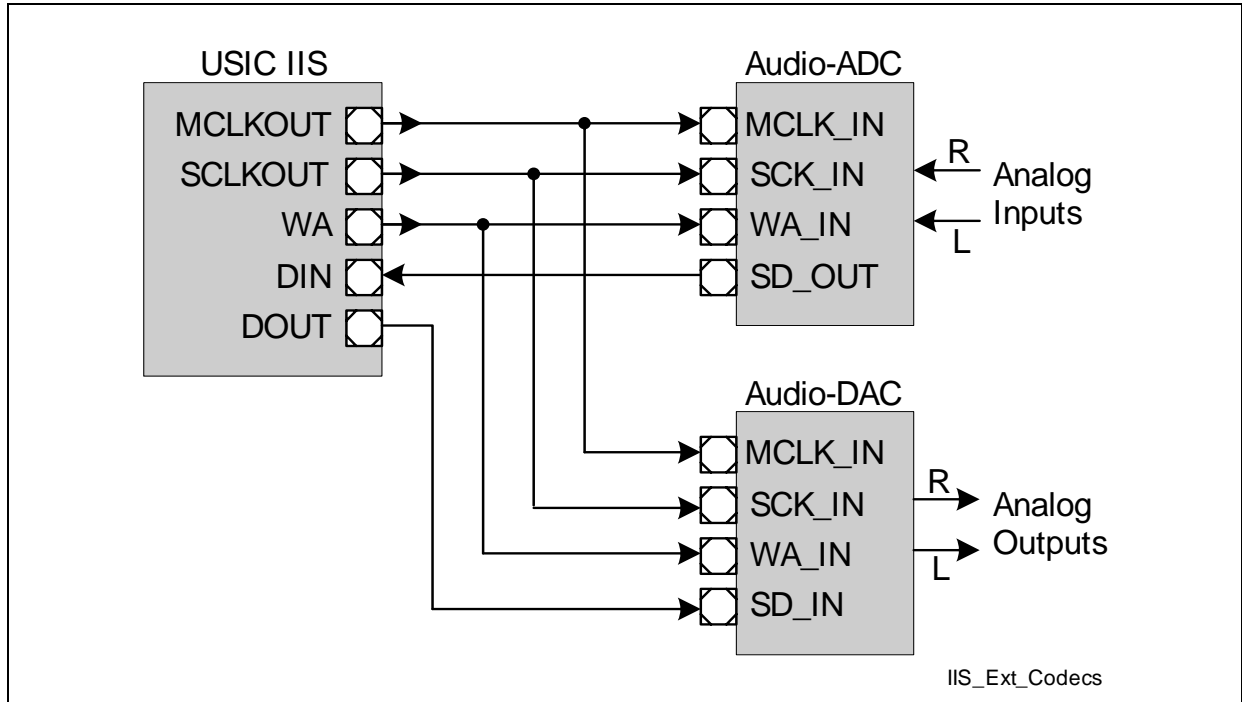 USIC IIS
MCLKOUT
SCLKOUT
WA
DIN
DOUT
Audio-ADC
MCLK_IN
SCK_IN
WA_IN
SD_OUT
R
L
Analog
Inputs
Audio-DAC
MCLK_IN
SCK_IN
WA_IN
SD_IN
R
L
Analog
Outputs
IIS_Ext_Codecs